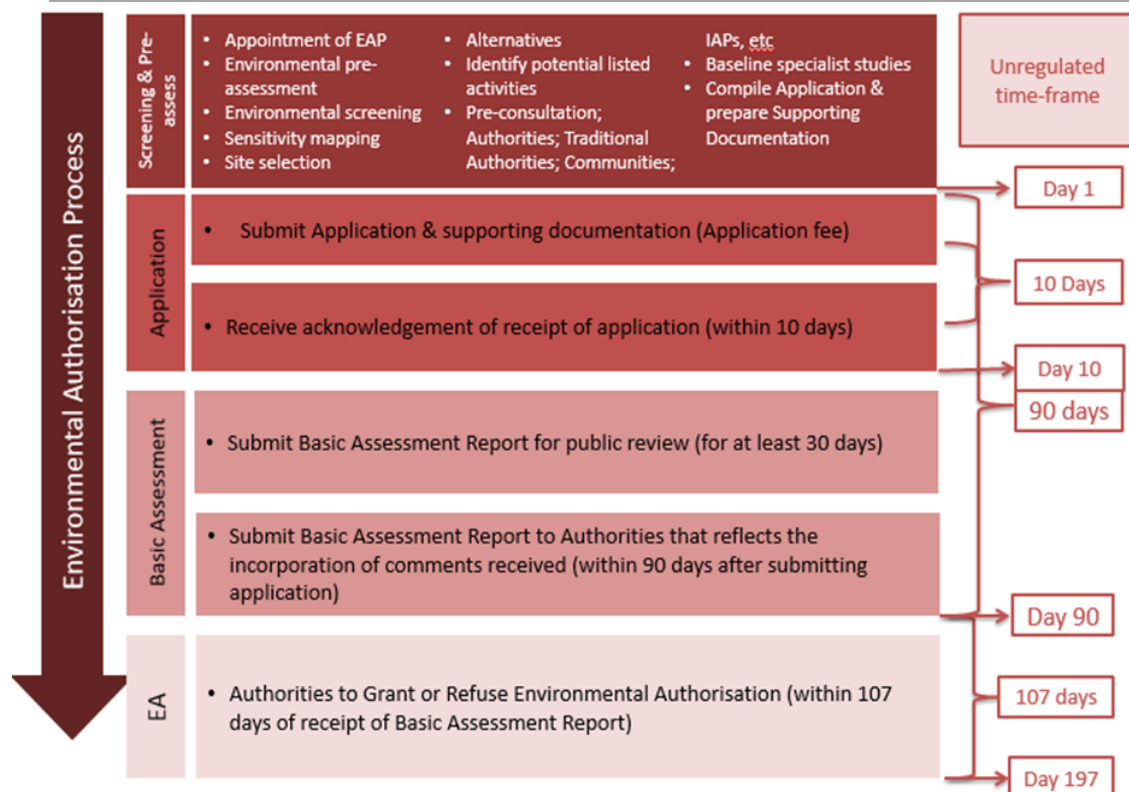 Environmental Authorisation Process
Screening & Pre-
assess
• Appointment of EAP
• Environmental pre-
assessment
• Environmental screening
• Sensitivity mapping
• Site selection
• Alternatives
• Identify potential listed
activities
• Pre-consultation;
Authorities; Traditional
Authorities; Communities;
IAPs, etc
• Baseline specialist studies
• Compile Application &
prepare Supporting
Documentation
Unregulated
time-frame
Day 1
Application
• Submit Application & supporting documentation (Application fee)
10 Days
• Receive acknowledgement of receipt of application (within 10 days)
Day 10
90 days
Basic Assessment
• Submit Basic Assessment Report for public review (for at least 30 days)
• Submit Basic Assessment Report to Authorities that reflects the
incorporation of comments received (within 90 days after submitting
application)
Day 90
EA
• Authorities to Grant or Refuse Environmental Authorisation (within 107
days of receipt of Basic Assessment Report)
107 days
Day 197